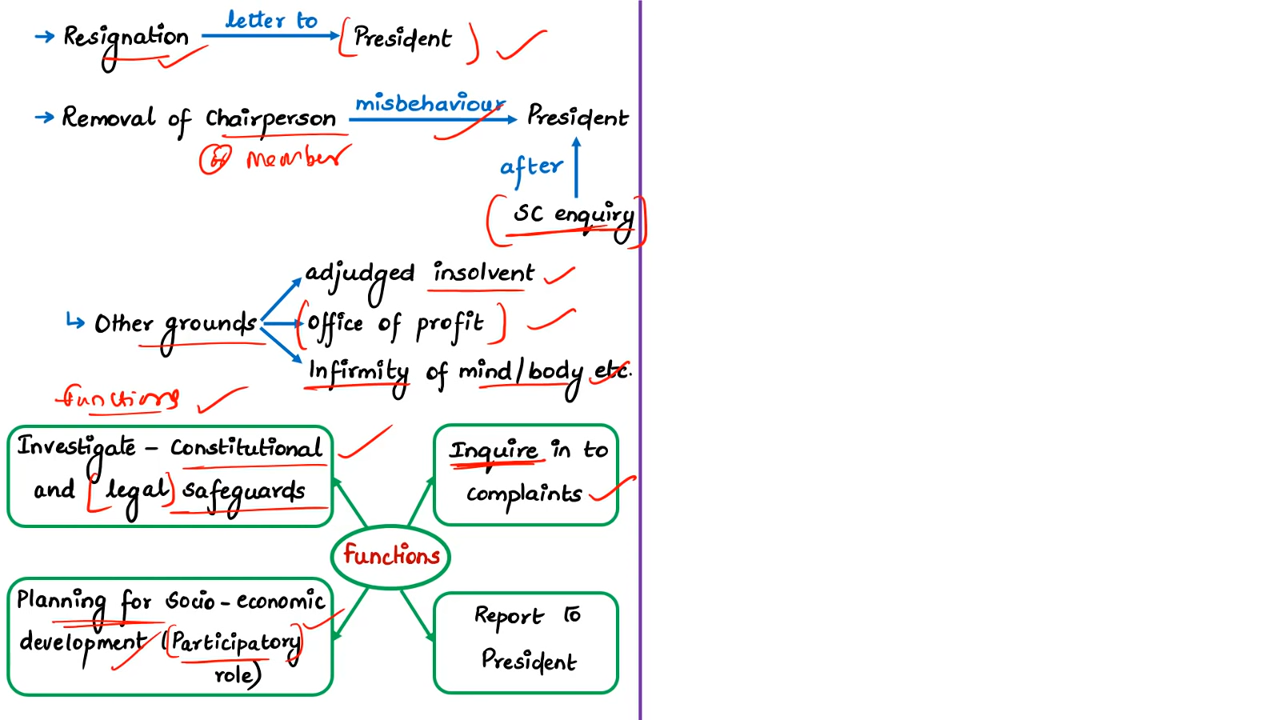 → Resignation letter to → [President]
→ Removal of Chairperson misbehaviour → President
or member
after
[SC enquiry]
adjudged insolvent
↳ Other grounds [office of profit]
Infirmity of mind/body etc.
functions
Investigate - Constitutional
and [legal] safeguards
Inquire in to
complaints
functions
Planning for socio-economic
development (Participatory
role)
Report to
President